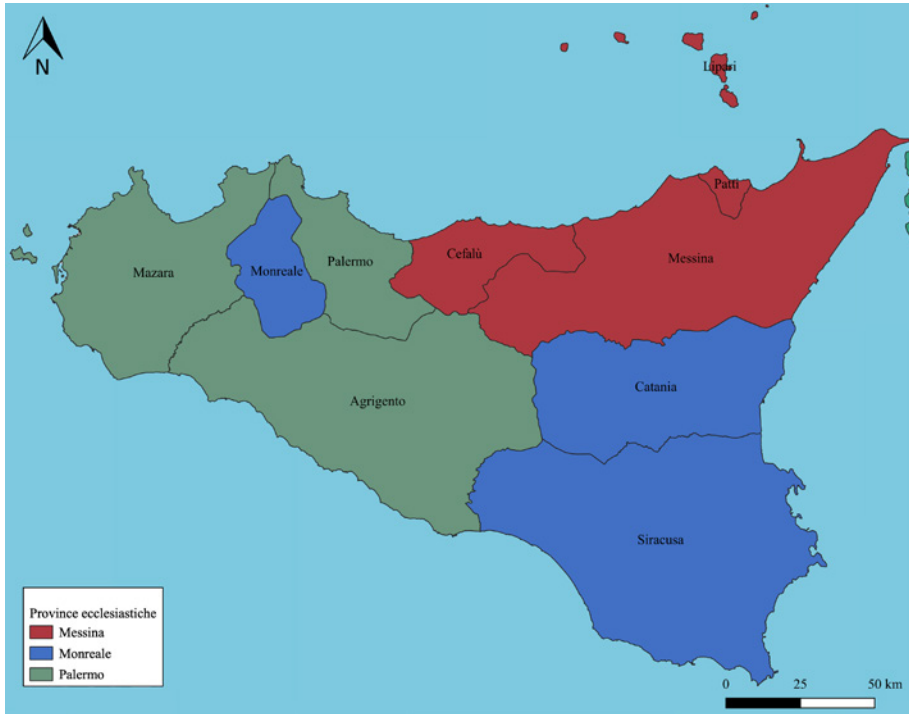 N
Lipari
Patti
Cefalù
Messina
Palermo
Mazara
Monreale
Catania
Agrigento
Siracusa
Province ecclesiastiche
Messina
Monreale
Palermo
0 25 50 km